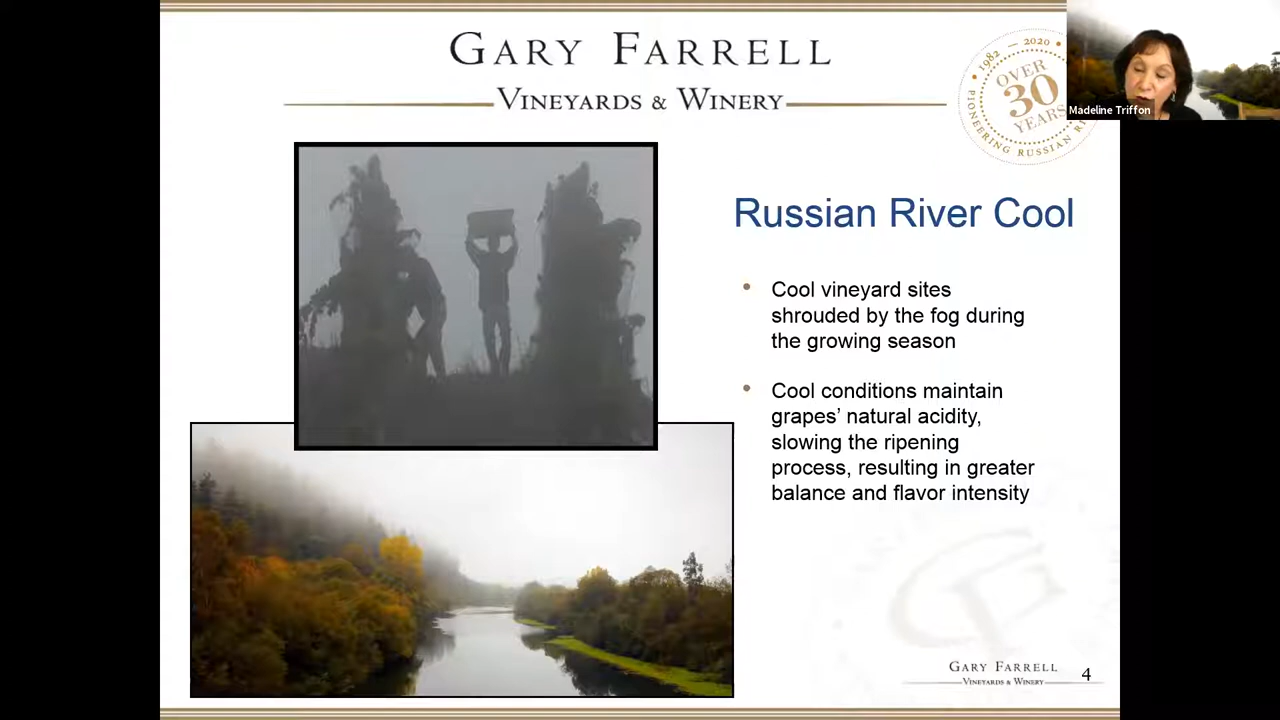 GARY FARRELL
VINEYARDS & WINERY
1982 — 2020
OVER
30
YEARS
PIONEERING RUSSIAN
Madeline Triffon
Russian River Cool
• Cool vineyard sites
shrouded by the fog during
the growing season
• Cool conditions maintain
grapes’ natural acidity,
slowing the ripening
process, resulting in greater
balance and flavor intensity
GARY FARRELL
VINEYARDS & WINERY
4